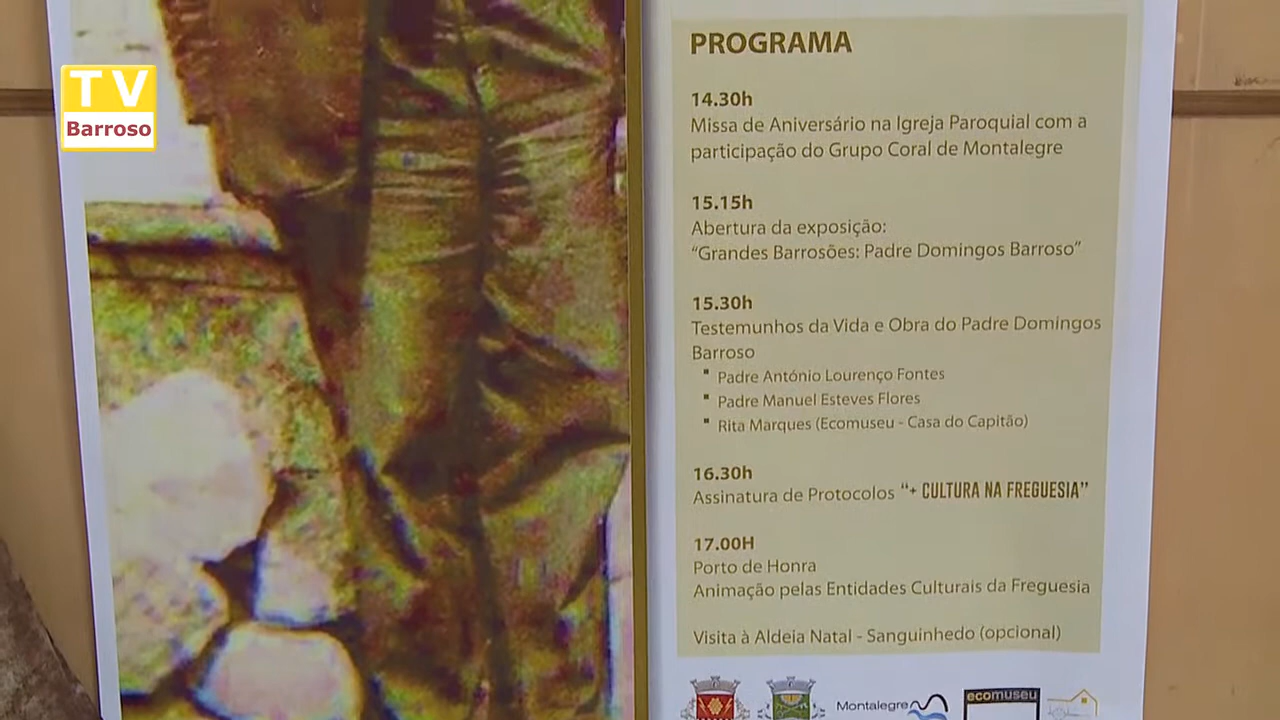 TV
Barroso
PROGRAMA
14.30h
Missa de Aniversário na Igreja Paroquial com a
participação do Grupo Coral de Montalegre
15.15h
Abertura da exposição:
“Grandes Barrosões: Padre Domingos Barroso”
15.30h
Testemunhos da Vida e Obra do Padre Domingos
Barroso
▪ Padre António Lourenço Fontes
▪ Padre Manuel Esteves Flores
▪ Rita Marques (Ecomuseu - Casa do Capitão)
16.30h
Assinatura de Protocolos “+ CULTURA NA FREGUESIA”
17.00H
Porto de Honra
Animação pelas Entidades Culturais da Freguesia
Visita à Aldeia Natal - Sanguinhedo (opcional)
Montalegre
ecomuseu